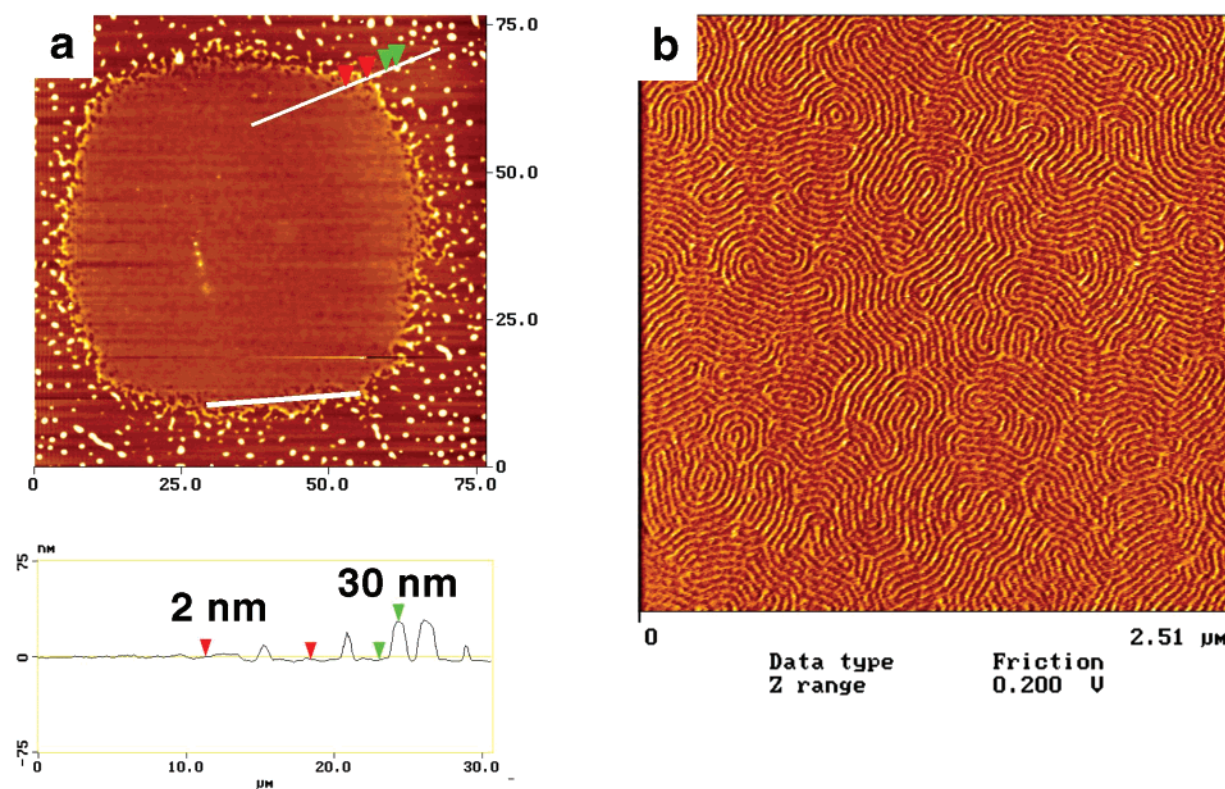 a
75.0
50.0
25.0
0
0 25.0 50.0 75.0
nm
75
0
-75
2 nm
30 nm
0 10.0 20.0 30.0
μm
b
0 2.51 μm
Data type Friction
Z range 0.200 V